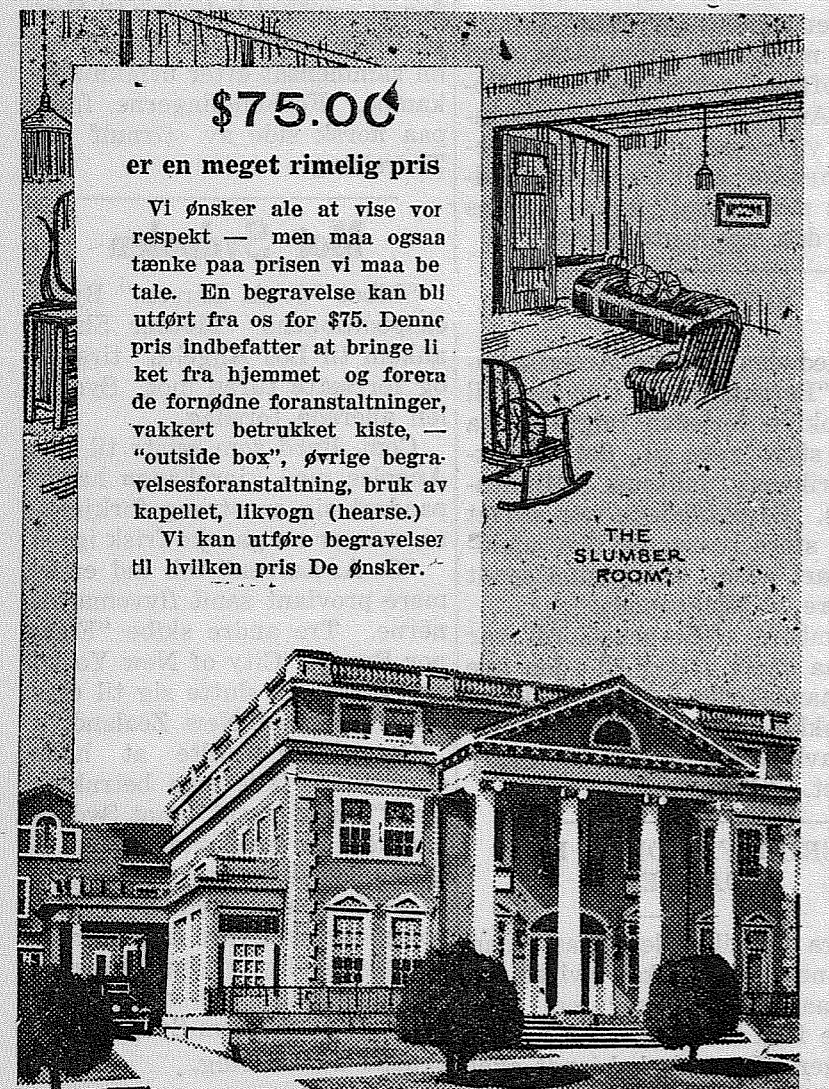 $75.00
er en meget rimelig pris
Vi ønsker ale at vise vor
respekt — men maa ogsaa
tænke paa prisen vi maa be
tale. En begravelse kan bli
utført fra os for $75. Denne
pris indbefatter at bringe li
ket fra hjemmet og foreta
de fornødne foranstaltninger,
vakkert betrukket kiste, —
“outside box”, øvrige begra-
velsesforanstaltning, bruk av
kapellet, likvogn (hearse.)
Vi kan utføre begravelser
til hvilken pris De ønsker.
THE
SLUMBER
ROOM